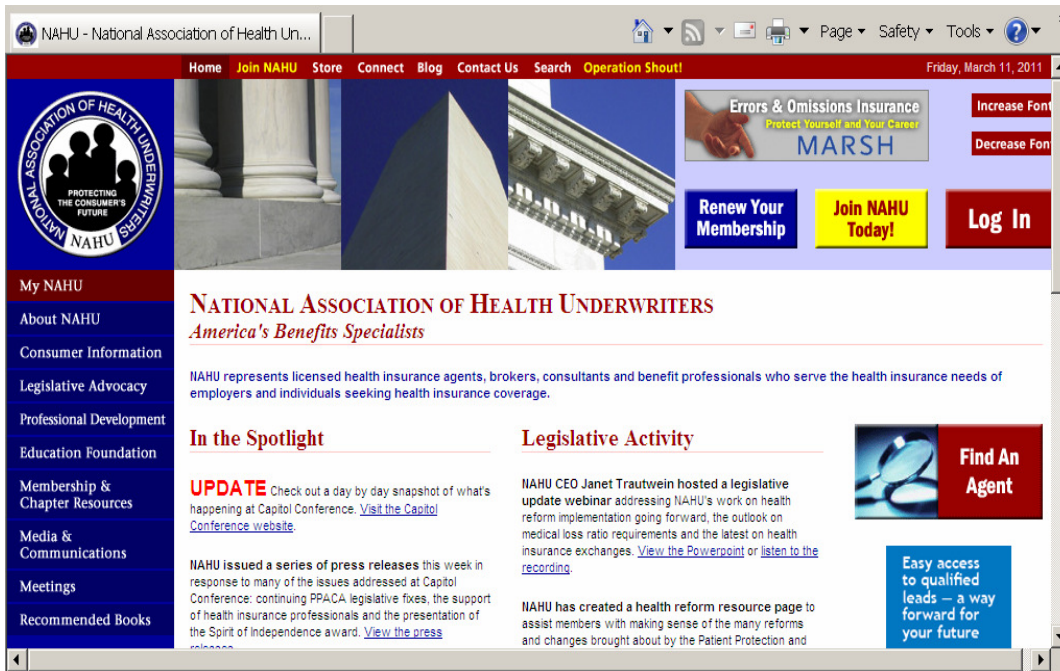 NAHU - National Association of Health Un...
Page
Safety
Tools
Home Join NAHU Store Connect Blog Contact Us Search Operation Shout!
Friday, March 11, 2011
NATIONAL ASSOCIATION OF HEALTH UNDERWRITERS
PROTECTING
THE CONSUMER'S
FUTURE
NAHU
Errors & Omissions Insurance
Protect Yourself and Your Career
MARSH
Increase Font
Decrease Font
Renew Your
Membership
Join NAHU
Today!
Log In
My NAHU
About NAHU
Consumer Information
Legislative Advocacy
Professional Development
Education Foundation
Membership &
Chapter Resources
Media &
Communications
Meetings
Recommended Books
NATIONAL ASSOCIATION OF HEALTH UNDERWRITERS
America's Benefits Specialists
NAHU represents licensed health insurance agents, brokers, consultants and benefit professionals who serve the health insurance needs of
employers and individuals seeking health insurance coverage.
In the Spotlight
UPDATE Check out a day by day snapshot of what's
happening at Capitol Conference. Visit the Capitol
Conference website.
NAHU issued a series of press releases this week in
response to many of the issues addressed at Capitol
Conference: continuing PPACA legislative fixes, the support
of health insurance professionals and the presentation of
the Spirit of Independence award. View the press
Legislative Activity
NAHU CEO Janet Trautwein hosted a legislative
update webinar addressing NAHU's work on health
reform implementation going forward, the outlook on
medical loss ratio requirements and the latest on health
insurance exchanges. View the Powerpoint or listen to the
recording.
NAHU has created a health reform resource page to
assist members with making sense of the many reforms
and changes brought about by the Patient Protection and
Find An
Agent
Easy access
to qualified
leads – a way
forward for
your future